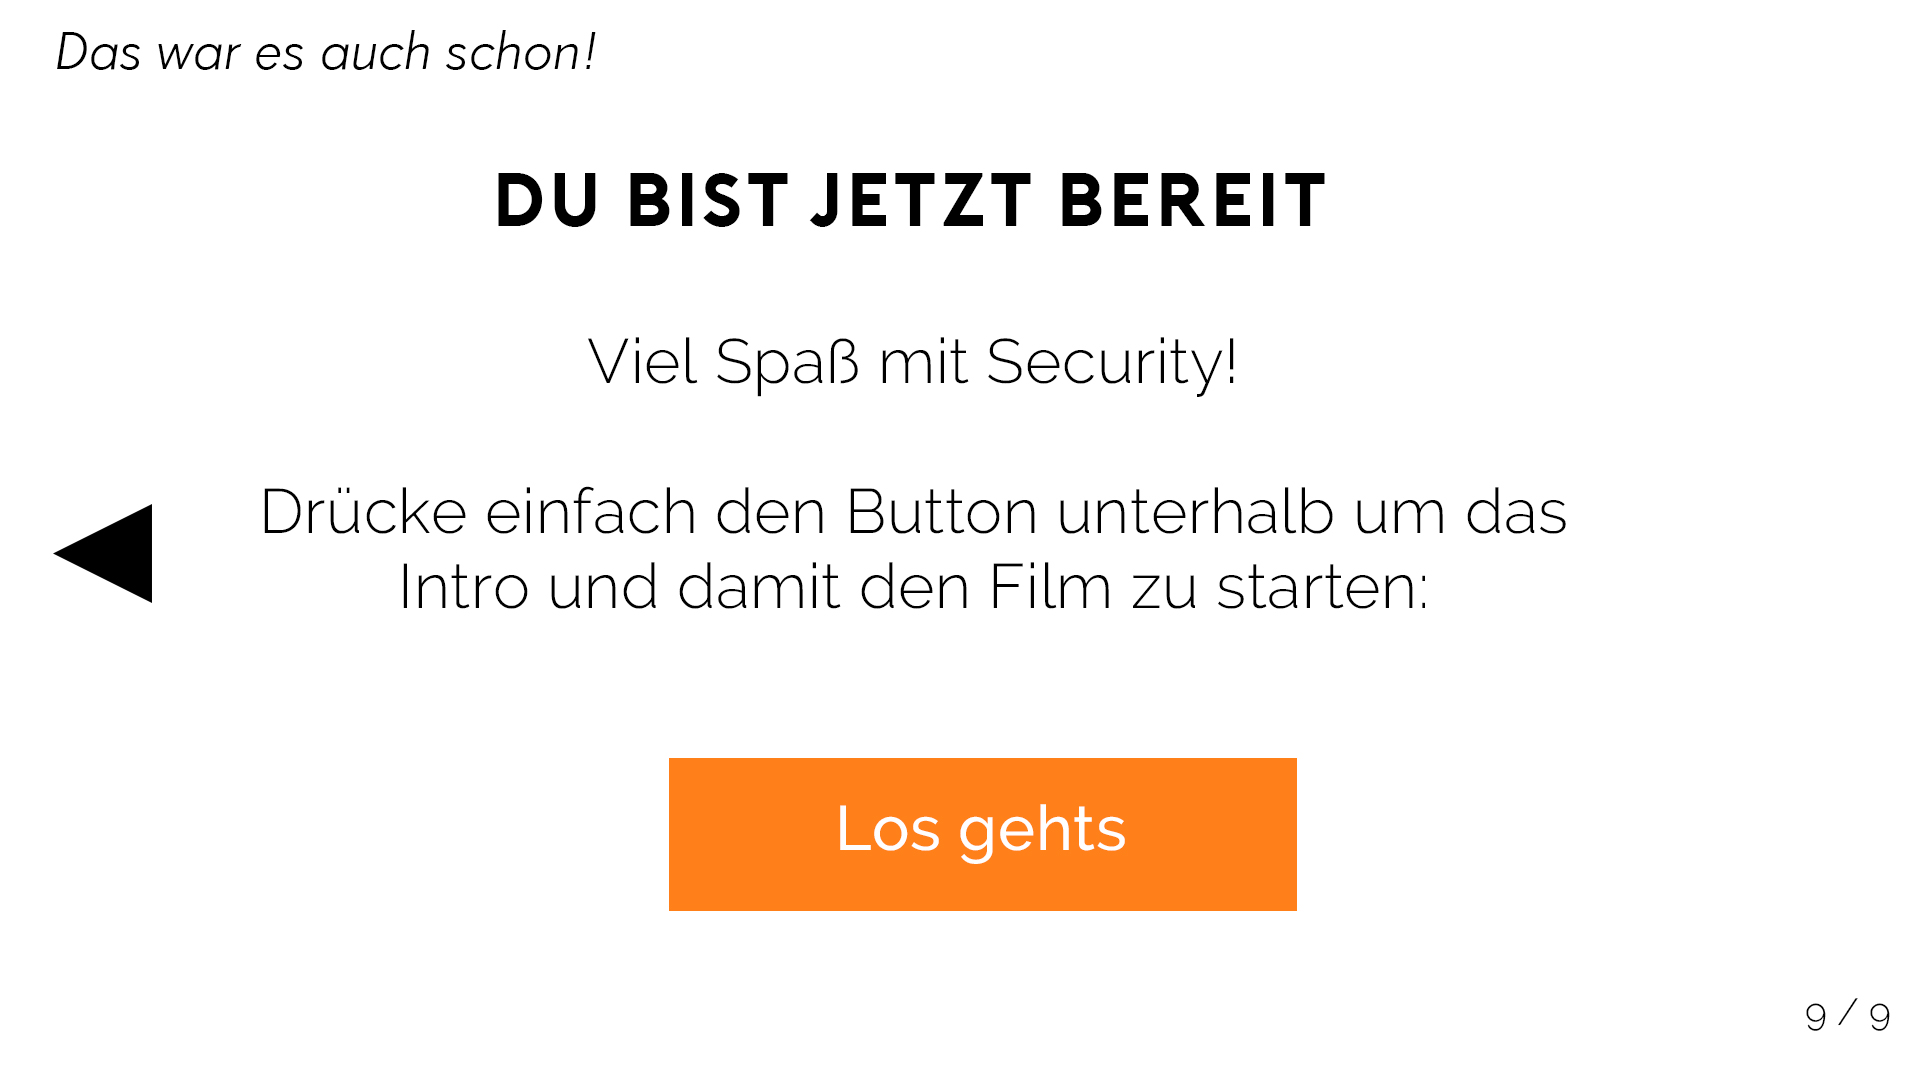 Das war es auch schon!
DU BIST JETZT BEREIT
Viel Spaß mit Security!
Drücke einfach den Button unterhalb um das
Intro und damit den Film zu starten:
Los gehts
9 / 9